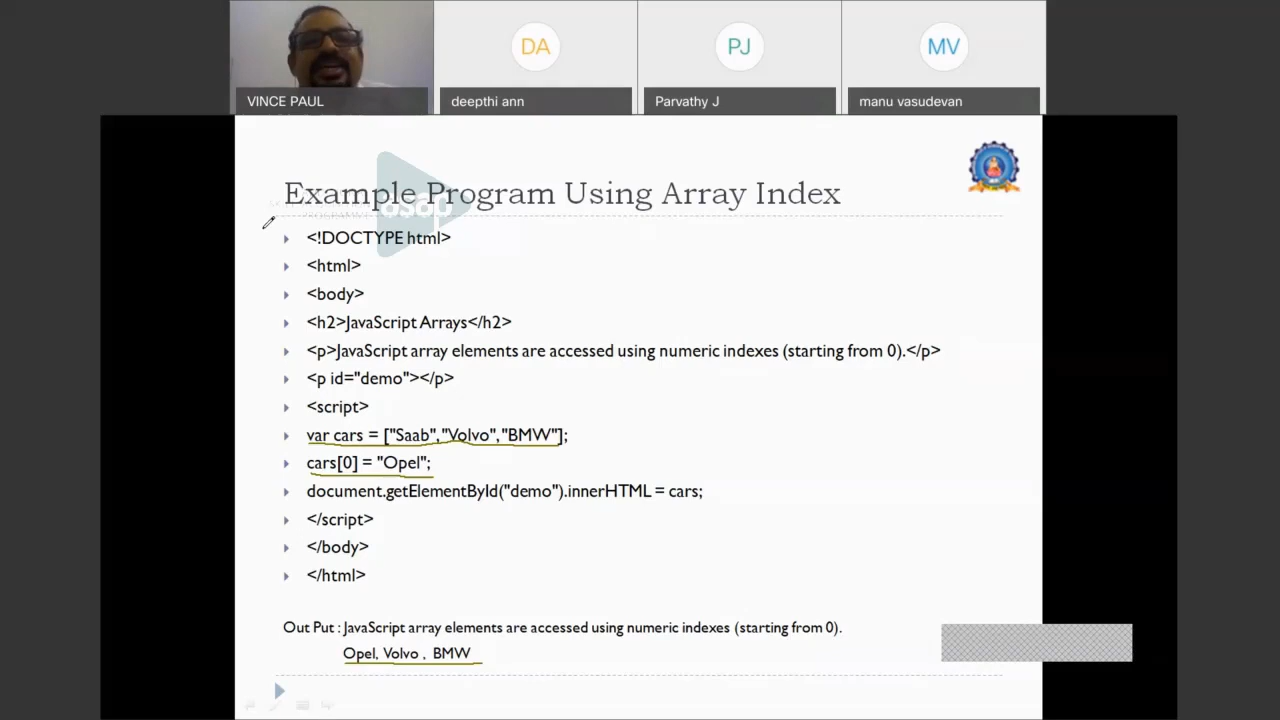 DA
PJ
MV
VINCE PAUL
deepthi ann
Parvathy J
manu vasudevan
Example Program Using Array Index
asap
<!DOCTYPE html>
<html>
<body>
<h2>JavaScript Arrays</h2>
<p>JavaScript array elements are accessed using numeric indexes (starting from 0).</p>
<p id="demo"></p>
<script>
var cars = ["Saab","Volvo","BMW"];
cars[0] = "Opel";
document.getElementById("demo").innerHTML = cars;
</script>
</body>
</html>
Out Put : JavaScript array elements are accessed using numeric indexes (starting from 0).
Opel, Volvo , BMW